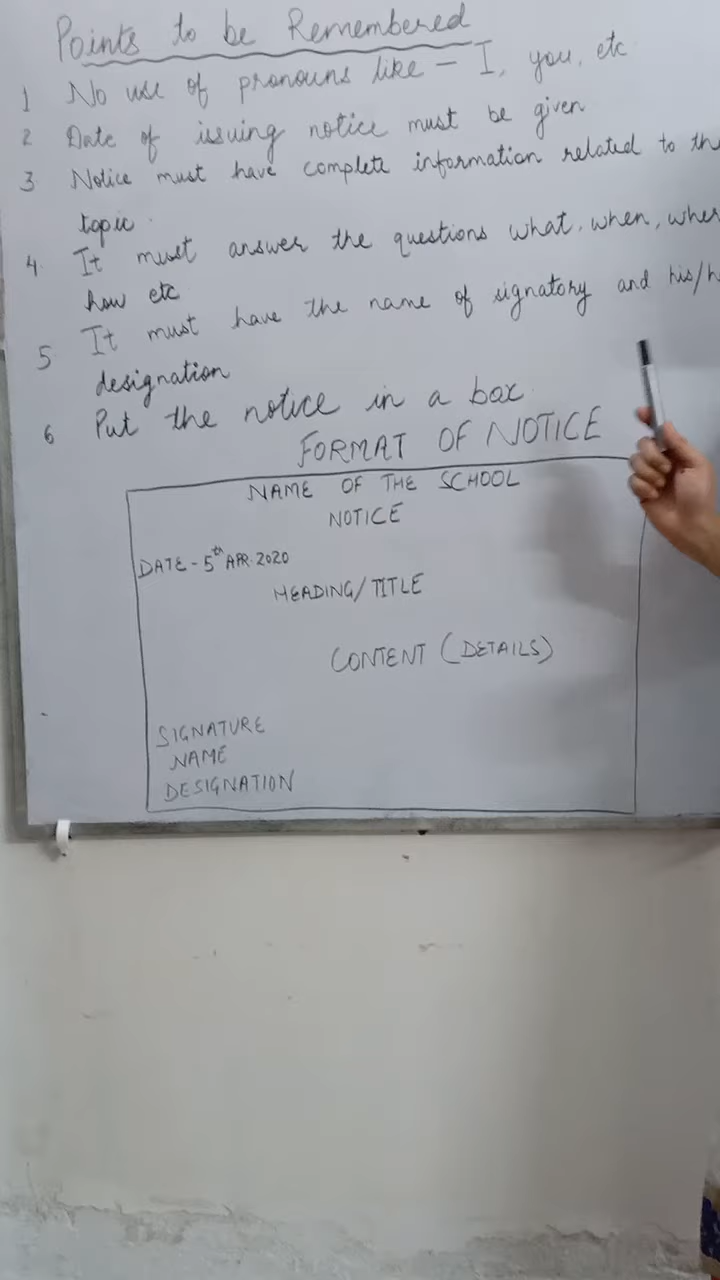 Points to be Remembered
1 No use of pronouns like – I, you, etc
2 Date of issuing notice must be given
3 Notice must have complete information related to
topic.
4. It must answer the questions what, when,
how etc
5 It must have the name of signatory and his/
designation
6 Put the notice in a box.
FORMAT OF NOTICE
NAME OF THE SCHOOL
NOTICE
DATE - 5th APR. 2020
HEADING/TITLE
CONTENT (DETAILS)
SIGNATURE
NAME
DESIGNATION